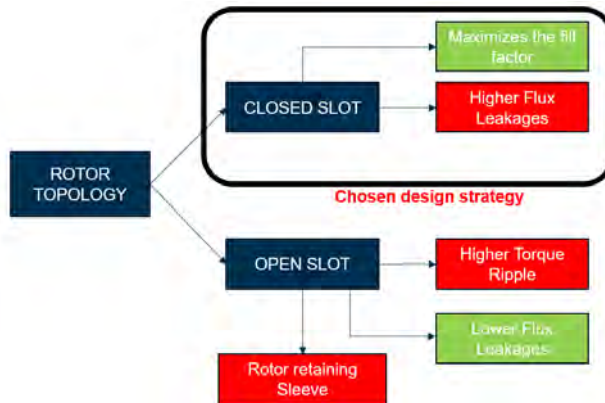 Maximizes the fill
factor
CLOSED SLOT
Higher Flux
Leakages
ROTOR
TOPOLOGY
Chosen design strategy
OPEN SLOT
Higher Torque
Ripple
Lower Flux
Leakages
Rotor retaining
Sleeve